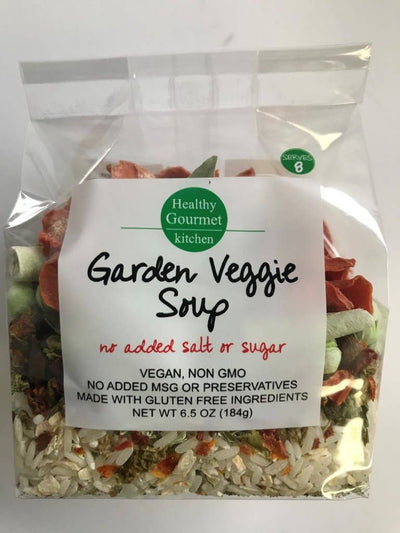 SERVES
8
Healthy
Gourmet
kitchen
Garden Veggie
Soup
no added salt or sugar
VEGAN, NON GMO
NO ADDED MSG OR PRESERVATIVES
MADE WITH GLUTEN FREE INGREDIENTS
NET WT 6.5 OZ (184g)